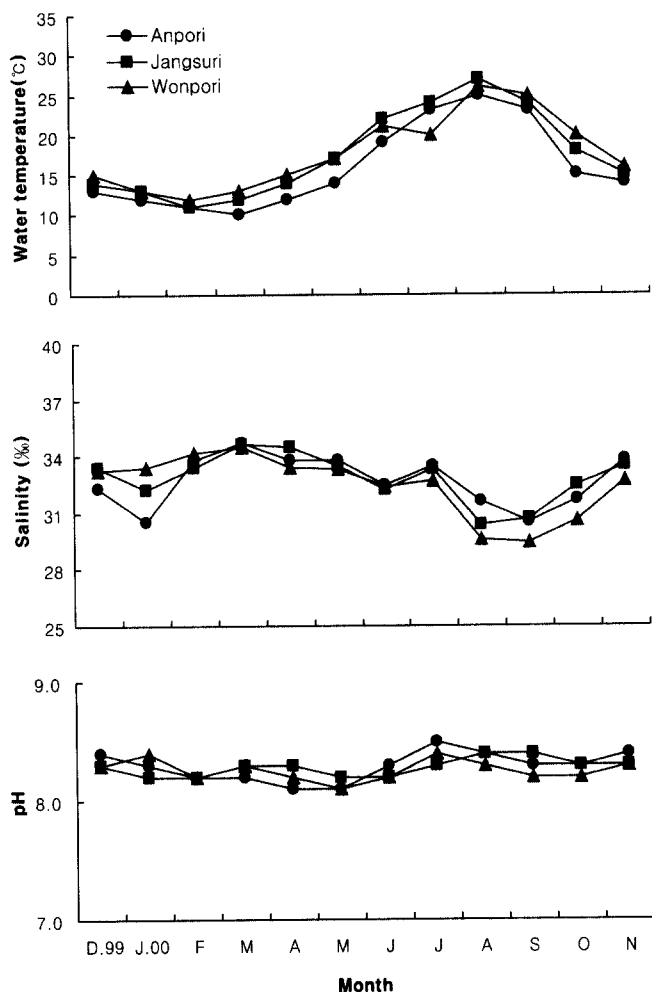 35
30
25
20
15
10
5
0
Water temperature(℃)
Anpori
Jangsuri
Wonpori
40
37
34
31
28
25
Salinity (‰)
9.0
8.0
7.0
pH
D.99 J.00 F M A M J J A S O N
Month